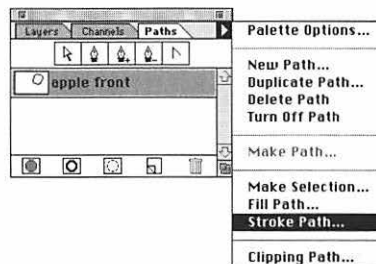 Layers Channels Paths
apple front
Palette Options...
New Path...
Duplicate Path...
Delete Path
Turn Off Path
Make Path...
Make Selection...
Fill Path...
Stroke Path...
Clipping Path...